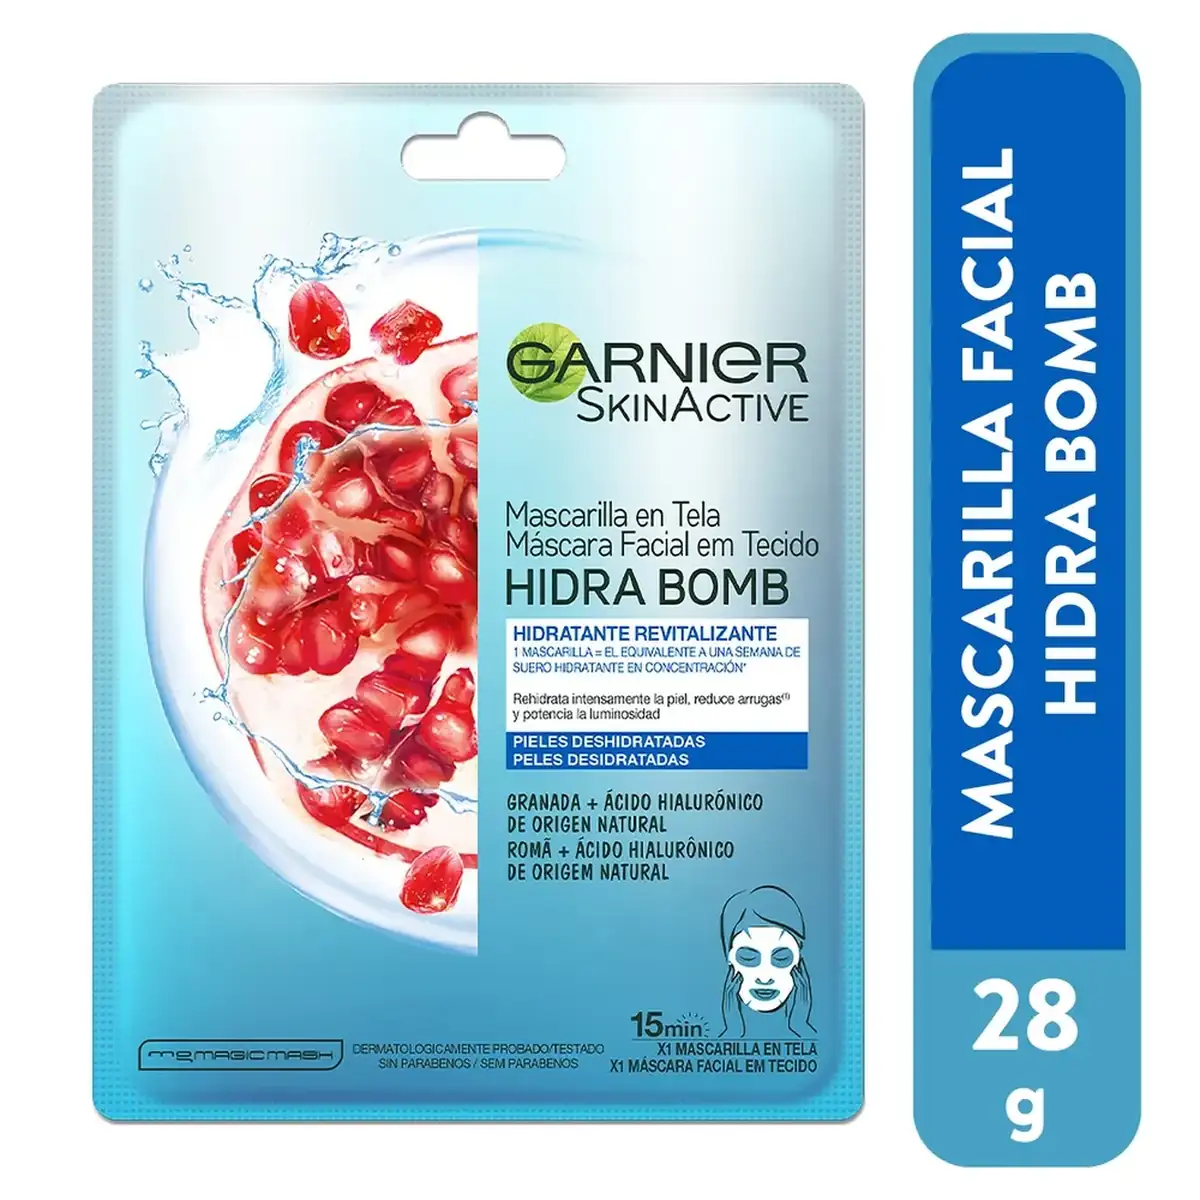 GARNIER
SKINACTIVE
Mascarilla en Tela
Máscara Facial em Tecido
HIDRA BOMB
HIDRATANTE REVITALIZANTE
1 MASCARILLA = EL EQUIVALENTE A UNA SEMANA DE
SUERO HIDRATANTE EN CONCENTRACIÓN*
Rehidrata intensamente la piel, reduce arrugas(1)
y potencia la luminosidad
PIELES DESHIDRATADAS
PELES DESIDRATADAS
GRANADA + ÁCIDO HIALURÓNICO
DE ORIGEN NATURAL
ROMÃ + ÁCIDO HIALURÔNICO
DE ORIGEM NATURAL
15min
X1 MASCARILLA EN TELA
X1 MÁSCARA FACIAL EM TECIDO
MAGIC MASK
DERMATOLOGICAMENTE PROBADO/TESTADO
SIN PARABENOS / SEM PARABENOS
MASCARILLA FACIAL
HIDRA BOMB
28
g